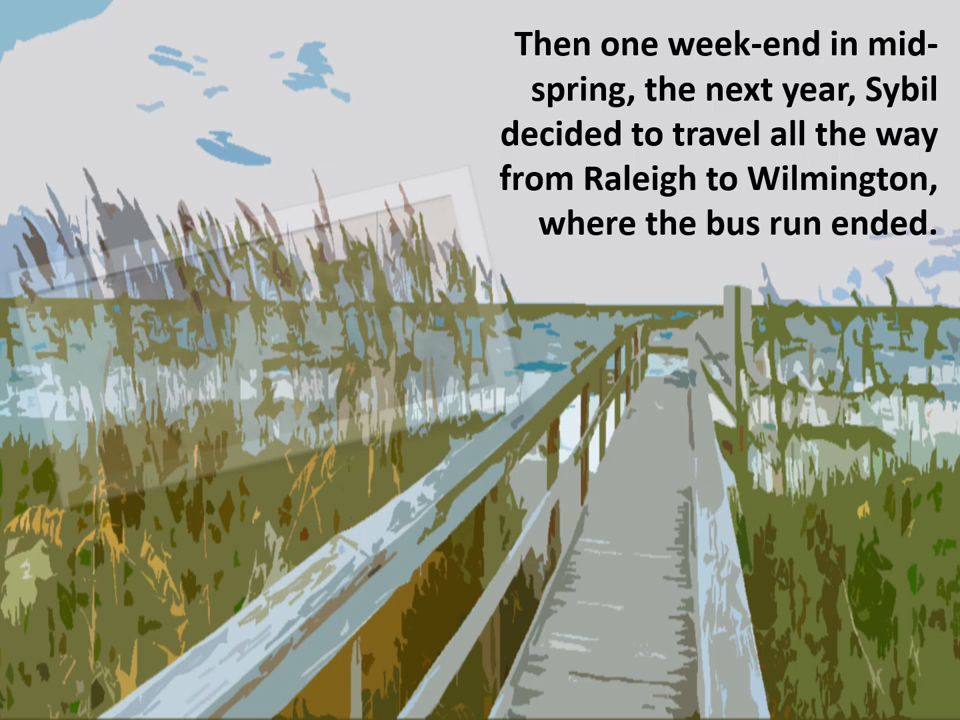 Then one week-end in mid-
spring, the next year, Sybil
decided to travel all the way
from Raleigh to Wilmington,
where the bus run ended.